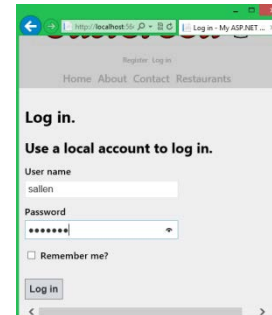 http://localhost:56
Log in - My ASP.NET ...
Register Log in
Home About Contact Restaurants
Log in.
Use a local account to log in.
User name
sallen
Password
Remember me?
Log in